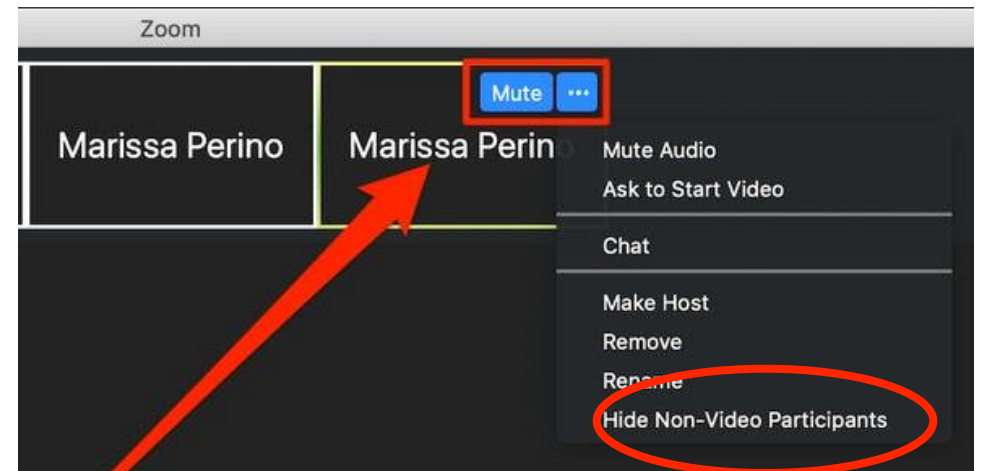 Zoom
Mute ...
Marissa Perino
Marissa Perino
Mute Audio
Ask to Start Video
Chat
Make Host
Remove
Rename
Hide Non-Video Participants